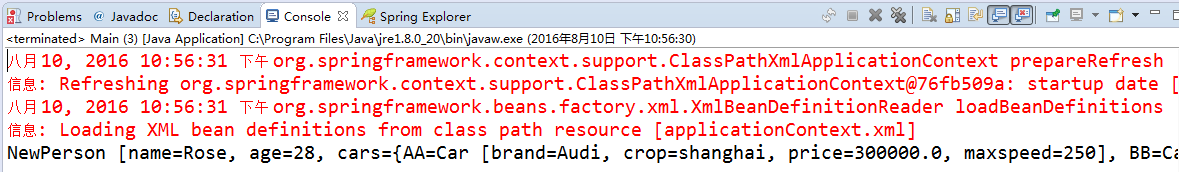 Problems @ Javadoc Declaration Console Spring Explorer
<terminated> Main (3) [Java Application] C:\Program Files\Java\jre1.8.0_20\bin\javaw.exe (2016年8月10日 下午10:56:30)
八月 10, 2016 10:56:31 下午 org.springframework.context.support.ClassPathXmlApplicationContext prepareRefresh
信息: Refreshing org.springframework.context.support.ClassPathXmlApplicationContext@76fb509a: startup date [
八月 10, 2016 10:56:31 下午 org.springframework.beans.factory.xml.XmlBeanDefinitionReader loadBeanDefinitions
信息: Loading XML bean definitions from class path resource [applicationContext.xml]
NewPerson [name=Rose, age=28, cars={AA=Car [brand=Audi, crop=shanghai, price=300000.0, maxspeed=250], BB=Ca